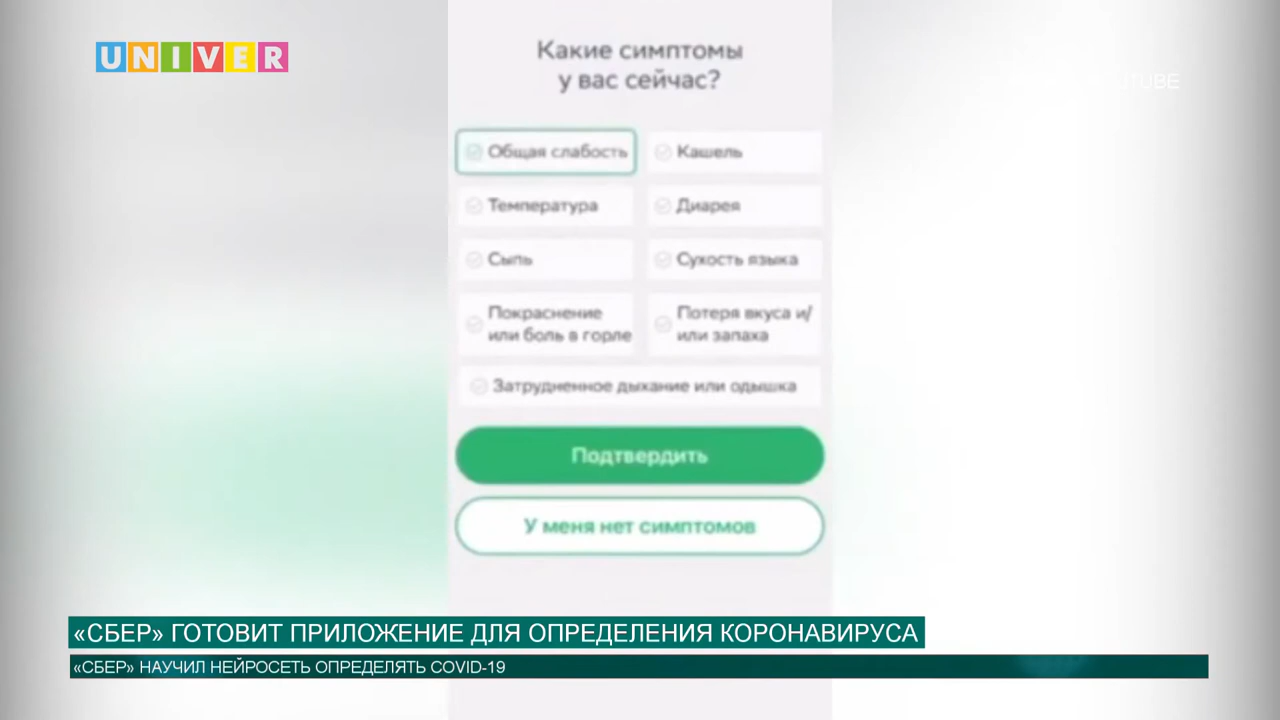 UNIVER
Какие симптомы
у вас сейчас?
Общая слабость
Кашель
Температура
Диарея
Сыпь
Сухость языка
Покраснение
или боль в горле
Потеря вкуса и/
или запаха
Затрудненное дыхание или одышка
Подтвердить
У меня нет симптомов
«СБЕР» ГОТОВИТ ПРИЛОЖЕНИЕ ДЛЯ ОПРЕДЕЛЕНИЯ КОРОНАВИРУСА
«СБЕР» НАУЧИЛ НЕЙРОСЕТЬ ОПРЕДЕЛЯТЬ COVID-19